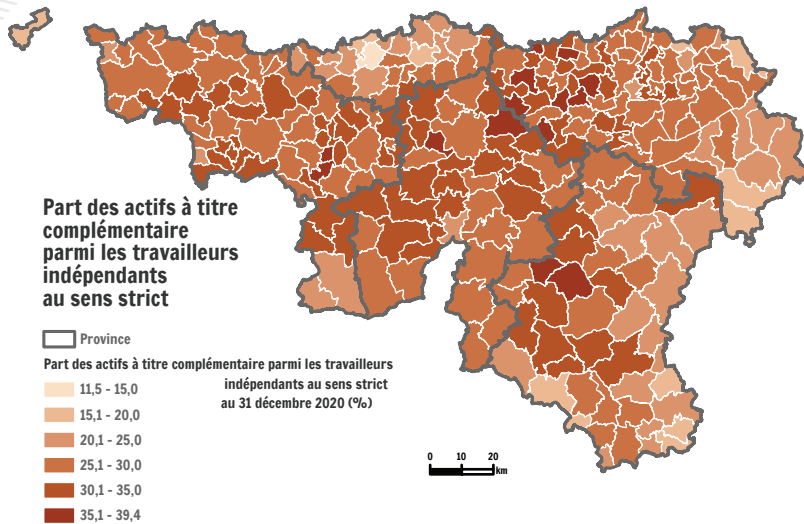 Part des actifs à titre
complémentaire
parmi les travailleurs
indépendants
au sens strict
Province
Part des actifs à titre complémentaire parmi les travailleurs
indépendants au sens strict
au 31 décembre 2020 (%)
11,5 - 15,0
15,1 - 20,0
20,1 - 25,0
25,1 - 30,0
30,1 - 35,0
35,1 - 39,4
0 10 20
km